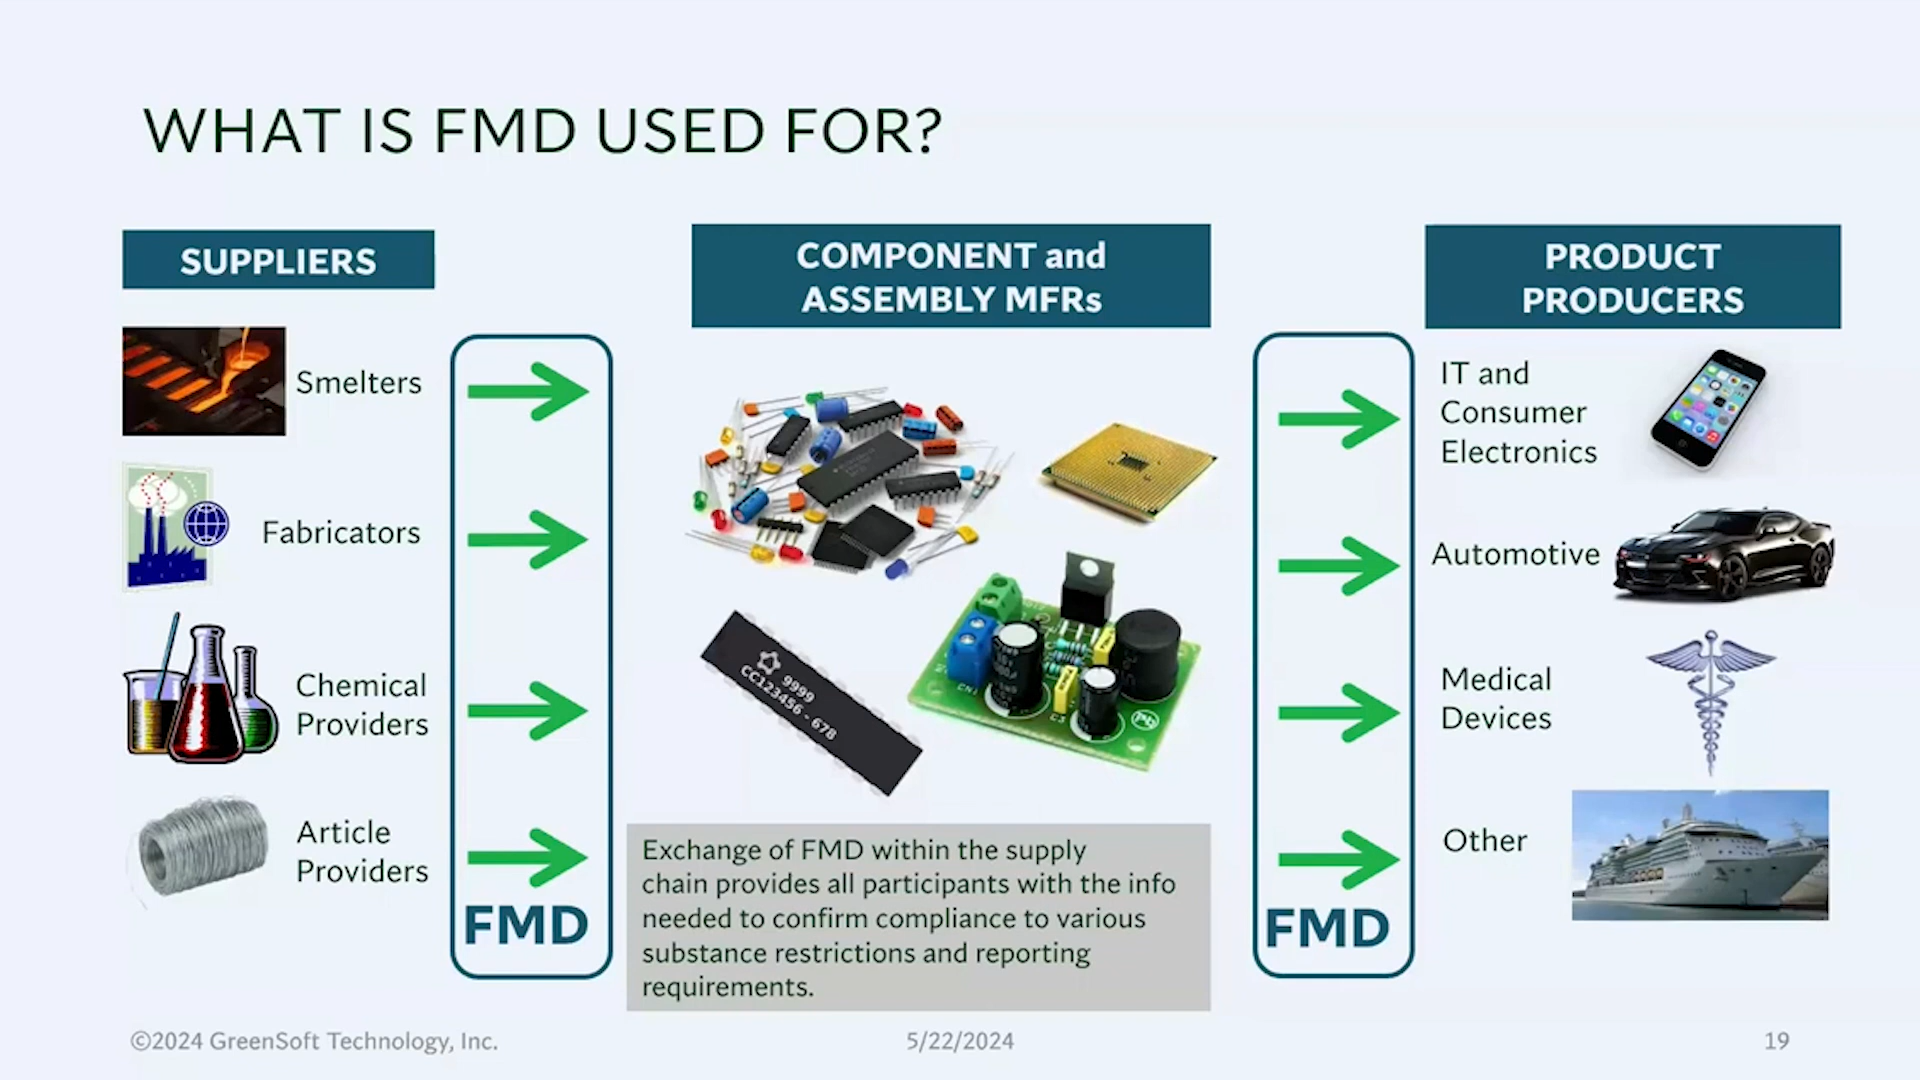 WHAT IS FMD USED FOR?
SUPPLIERS
Smelters
Fabricators
Chemical
Providers
Article
Providers
FMD
COMPONENT and
ASSEMBLY MFRs
9999
CC123456 - 678
Exchange of FMD within the supply
chain provides all participants with the info
needed to confirm compliance to various
substance restrictions and reporting
requirements.
FMD
PRODUCT
PRODUCERS
IT and
Consumer
Electronics
Automotive
Medical
Devices
Other
©2024 GreenSoft Technology, Inc.
5/22/2024
19